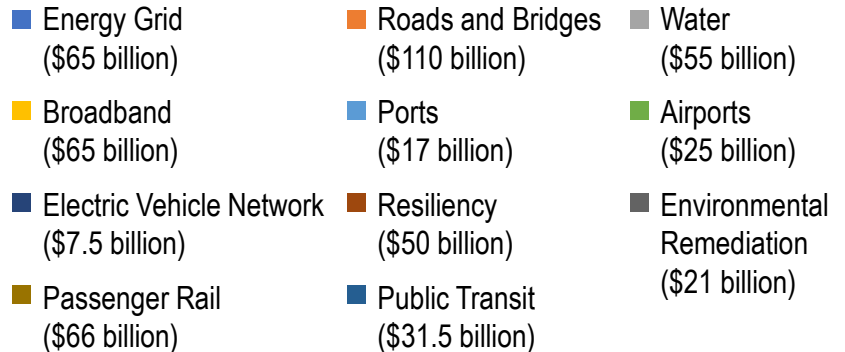 Energy Grid
($65 billion)
Roads and Bridges
($110 billion)
Water
($55 billion)
Broadband
($65 billion)
Ports
($17 billion)
Airports
($25 billion)
Electric Vehicle Network
($7.5 billion)
Resiliency
($50 billion)
Environmental
Remediation
($21 billion)
Passenger Rail
($66 billion)
Public Transit
($31.5 billion)